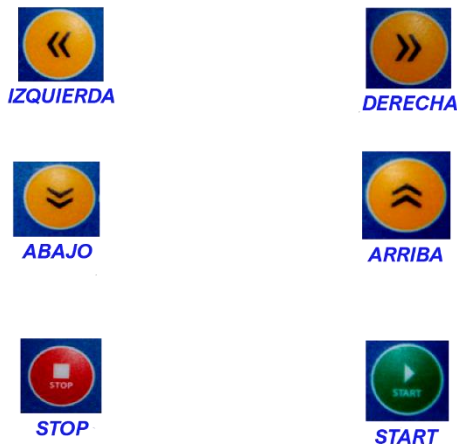 IZQUIERDA
DERECHA
ABAJO
ARRIBA
STOP
START
STOP
START